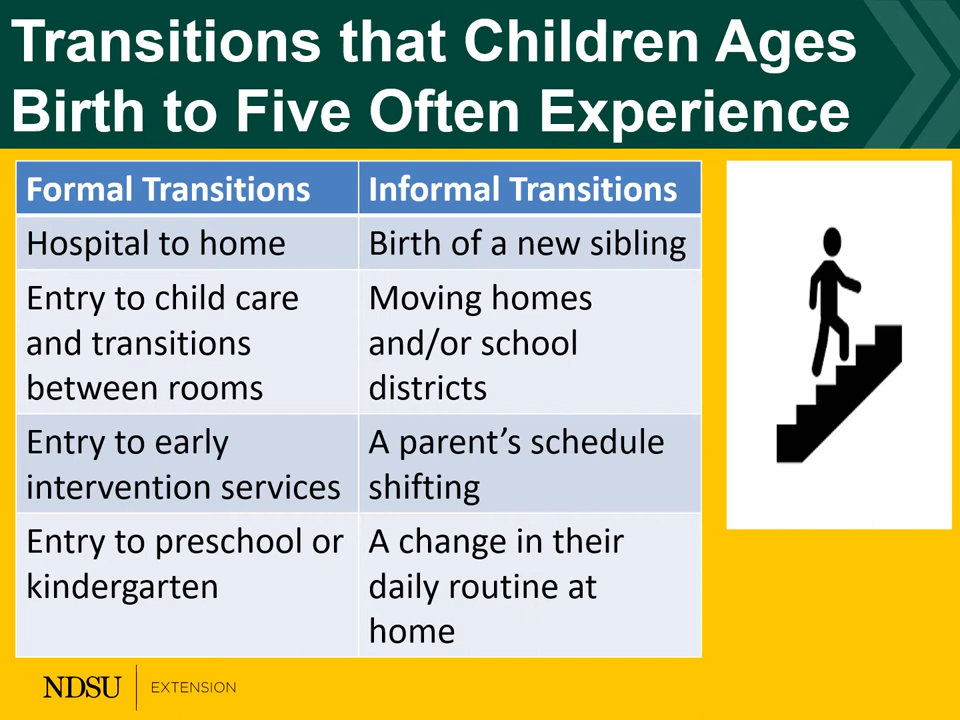 Transitions that Children Ages
Birth to Five Often Experience
Formal Transitions
Informal Transitions
Hospital to home
Birth of a new sibling
Entry to child care
and transitions
between rooms
Moving homes
and/or school
districts
Entry to early
intervention services
A parent’s schedule
shifting
Entry to preschool or
kindergarten
A change in their
daily routine at
home
NDSU
EXTENSION